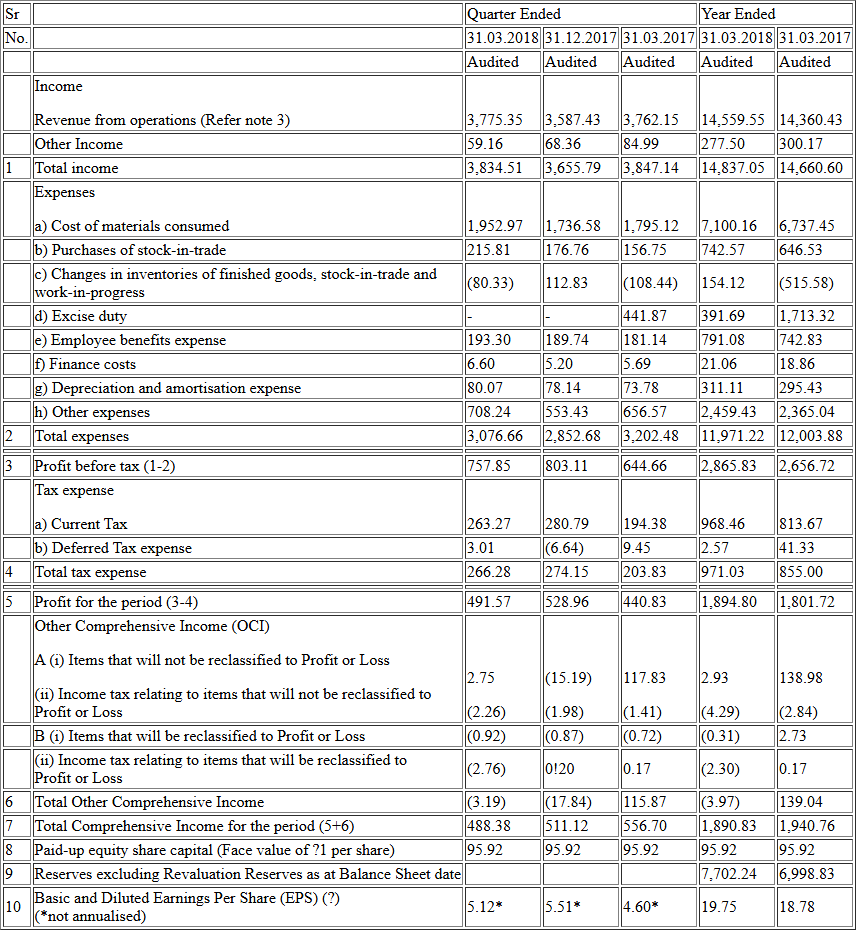 Sr Quarter Ended Year Ended
No. 31.03.2018 31.12.2017 31.03.2017 31.03.2018 31.03.2017
Audited Audited Audited Audited Audited
Income
Revenue from operations (Refer note 3) 3,775.35 3,587.43 3,762.15 14,559.55 14,360.43
Other Income 59.16 68.36 84.99 277.50 300.17
1 Total income 3,834.51 3,655.79 3,847.14 14,837.05 14,660.60
Expenses
a) Cost of materials consumed 1,952.97 1,736.58 1,795.12 7,100.16 6,737.45
b) Purchases of stock-in-trade 215.81 176.76 156.75 742.57 646.53
c) Changes in inventories of finished goods, stock-in-trade and
work-in-progress (80.33) 112.83 (108.44) 154.12 (515.58)
d) Excise duty - - 441.87 391.69 1,713.32
e) Employee benefits expense 193.30 189.74 181.14 791.08 742.83
f) Finance costs 6.60 5.20 5.69 21.06 18.86
g) Depreciation and amortisation expense 80.07 78.14 73.78 311.11 295.43
h) Other expenses 708.24 553.43 656.57 2,459.43 2,365.04
2 Total expenses 3,076.66 2,852.68 3,202.48 11,971.22 12,003.88
3 Profit before tax (1-2) 757.85 803.11 644.66 2,865.83 2,656.72
Tax expense
a) Current Tax 263.27 280.79 194.38 968.46 813.67
b) Deferred Tax expense 3.01 (6.64) 9.45 2.57 41.33
4 Total tax expense 266.28 274.15 203.83 971.03 855.00
5 Profit for the period (3-4) 491.57 528.96 440.83 1,894.80 1,801.72
Other Comprehensive Income (OCI)
A (i) Items that will not be reclassified to Profit or Loss 2.75 (15.19) 117.83 2.93 138.98
(ii) Income tax relating to items that will not be reclassified to
Profit or Loss (2.26) (1.98) (1.41) (4.29) (2.84)
B (i) Items that will be reclassified to Profit or Loss (0.92) (0.87) (0.72) (0.31) 2.73
(ii) Income tax relating to items that will be reclassified to
Profit or Loss (2.76) 0!20 0.17 (2.30) 0.17
6 Total Other Comprehensive Income (3.19) (17.84) 115.87 (3.97) 139.04
7 Total Comprehensive Income for the period (5+6) 488.38 511.12 556.70 1,890.83 1,940.76
8 Paid-up equity share capital (Face value of ?1 per share) 95.92 95.92 95.92 95.92 95.92
9 Reserves excluding Revaluation Reserves as at Balance Sheet date 7,702.24 6,998.83
10 Basic and Diluted Earnings Per Share (EPS) (?)
(*not annualised) 5.12* 5.51* 4.60* 19.75 18.78